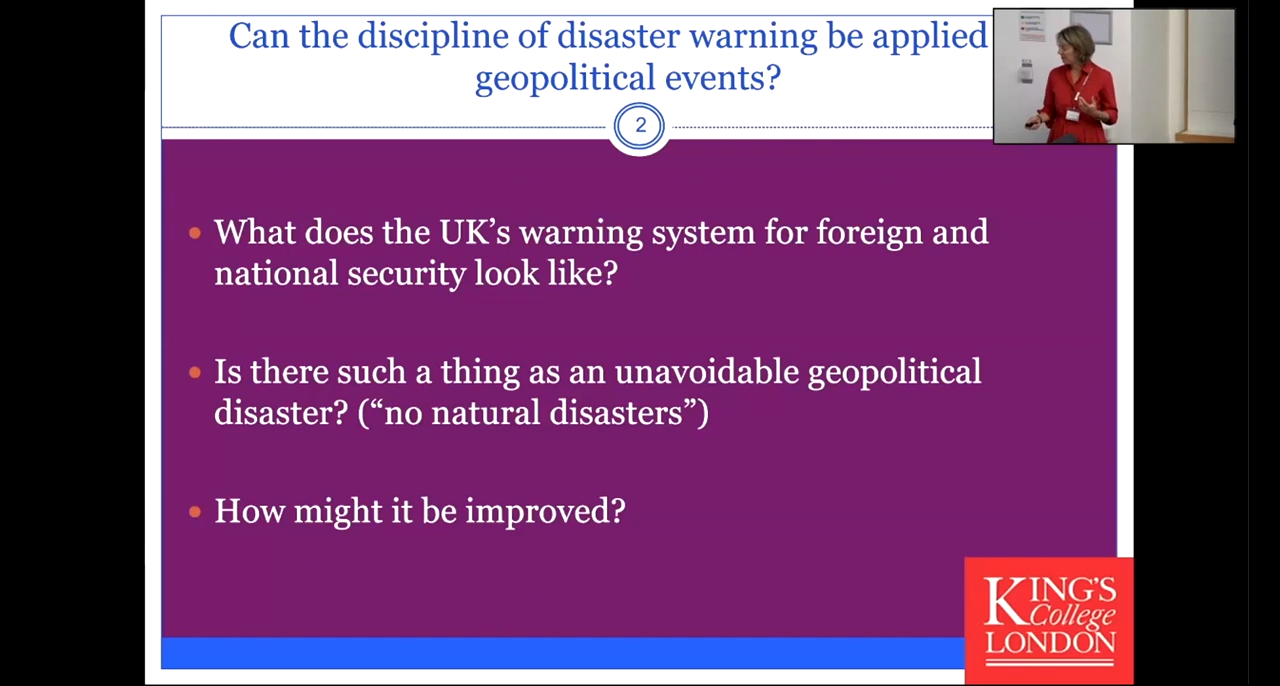 Can the discipline of disaster warning be applied
geopolitical events?
2
• What does the UK’s warning system for foreign and
national security look like?
• Is there such a thing as an unavoidable geopolitical
disaster? (“no natural disasters”)
• How might it be improved?
KING'S
College
LONDON